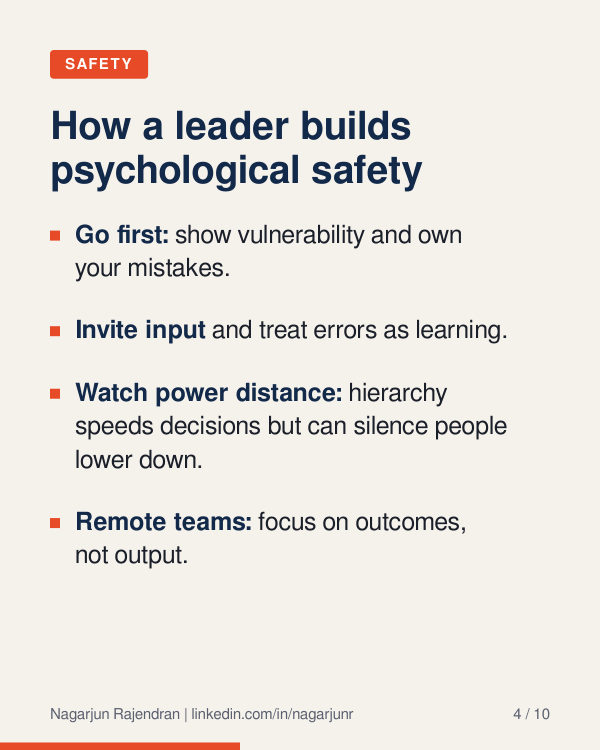 SAFETY
How a leader builds
psychological safety
Go first: show vulnerability and own
your mistakes.
Invite input and treat errors as learning.
Watch power distance: hierarchy
speeds decisions but can silence people
lower down.
Remote teams: focus on outcomes,
not output.
Nagarjun Rajendran | linkedin.com/in/nagarjunr
4 / 10